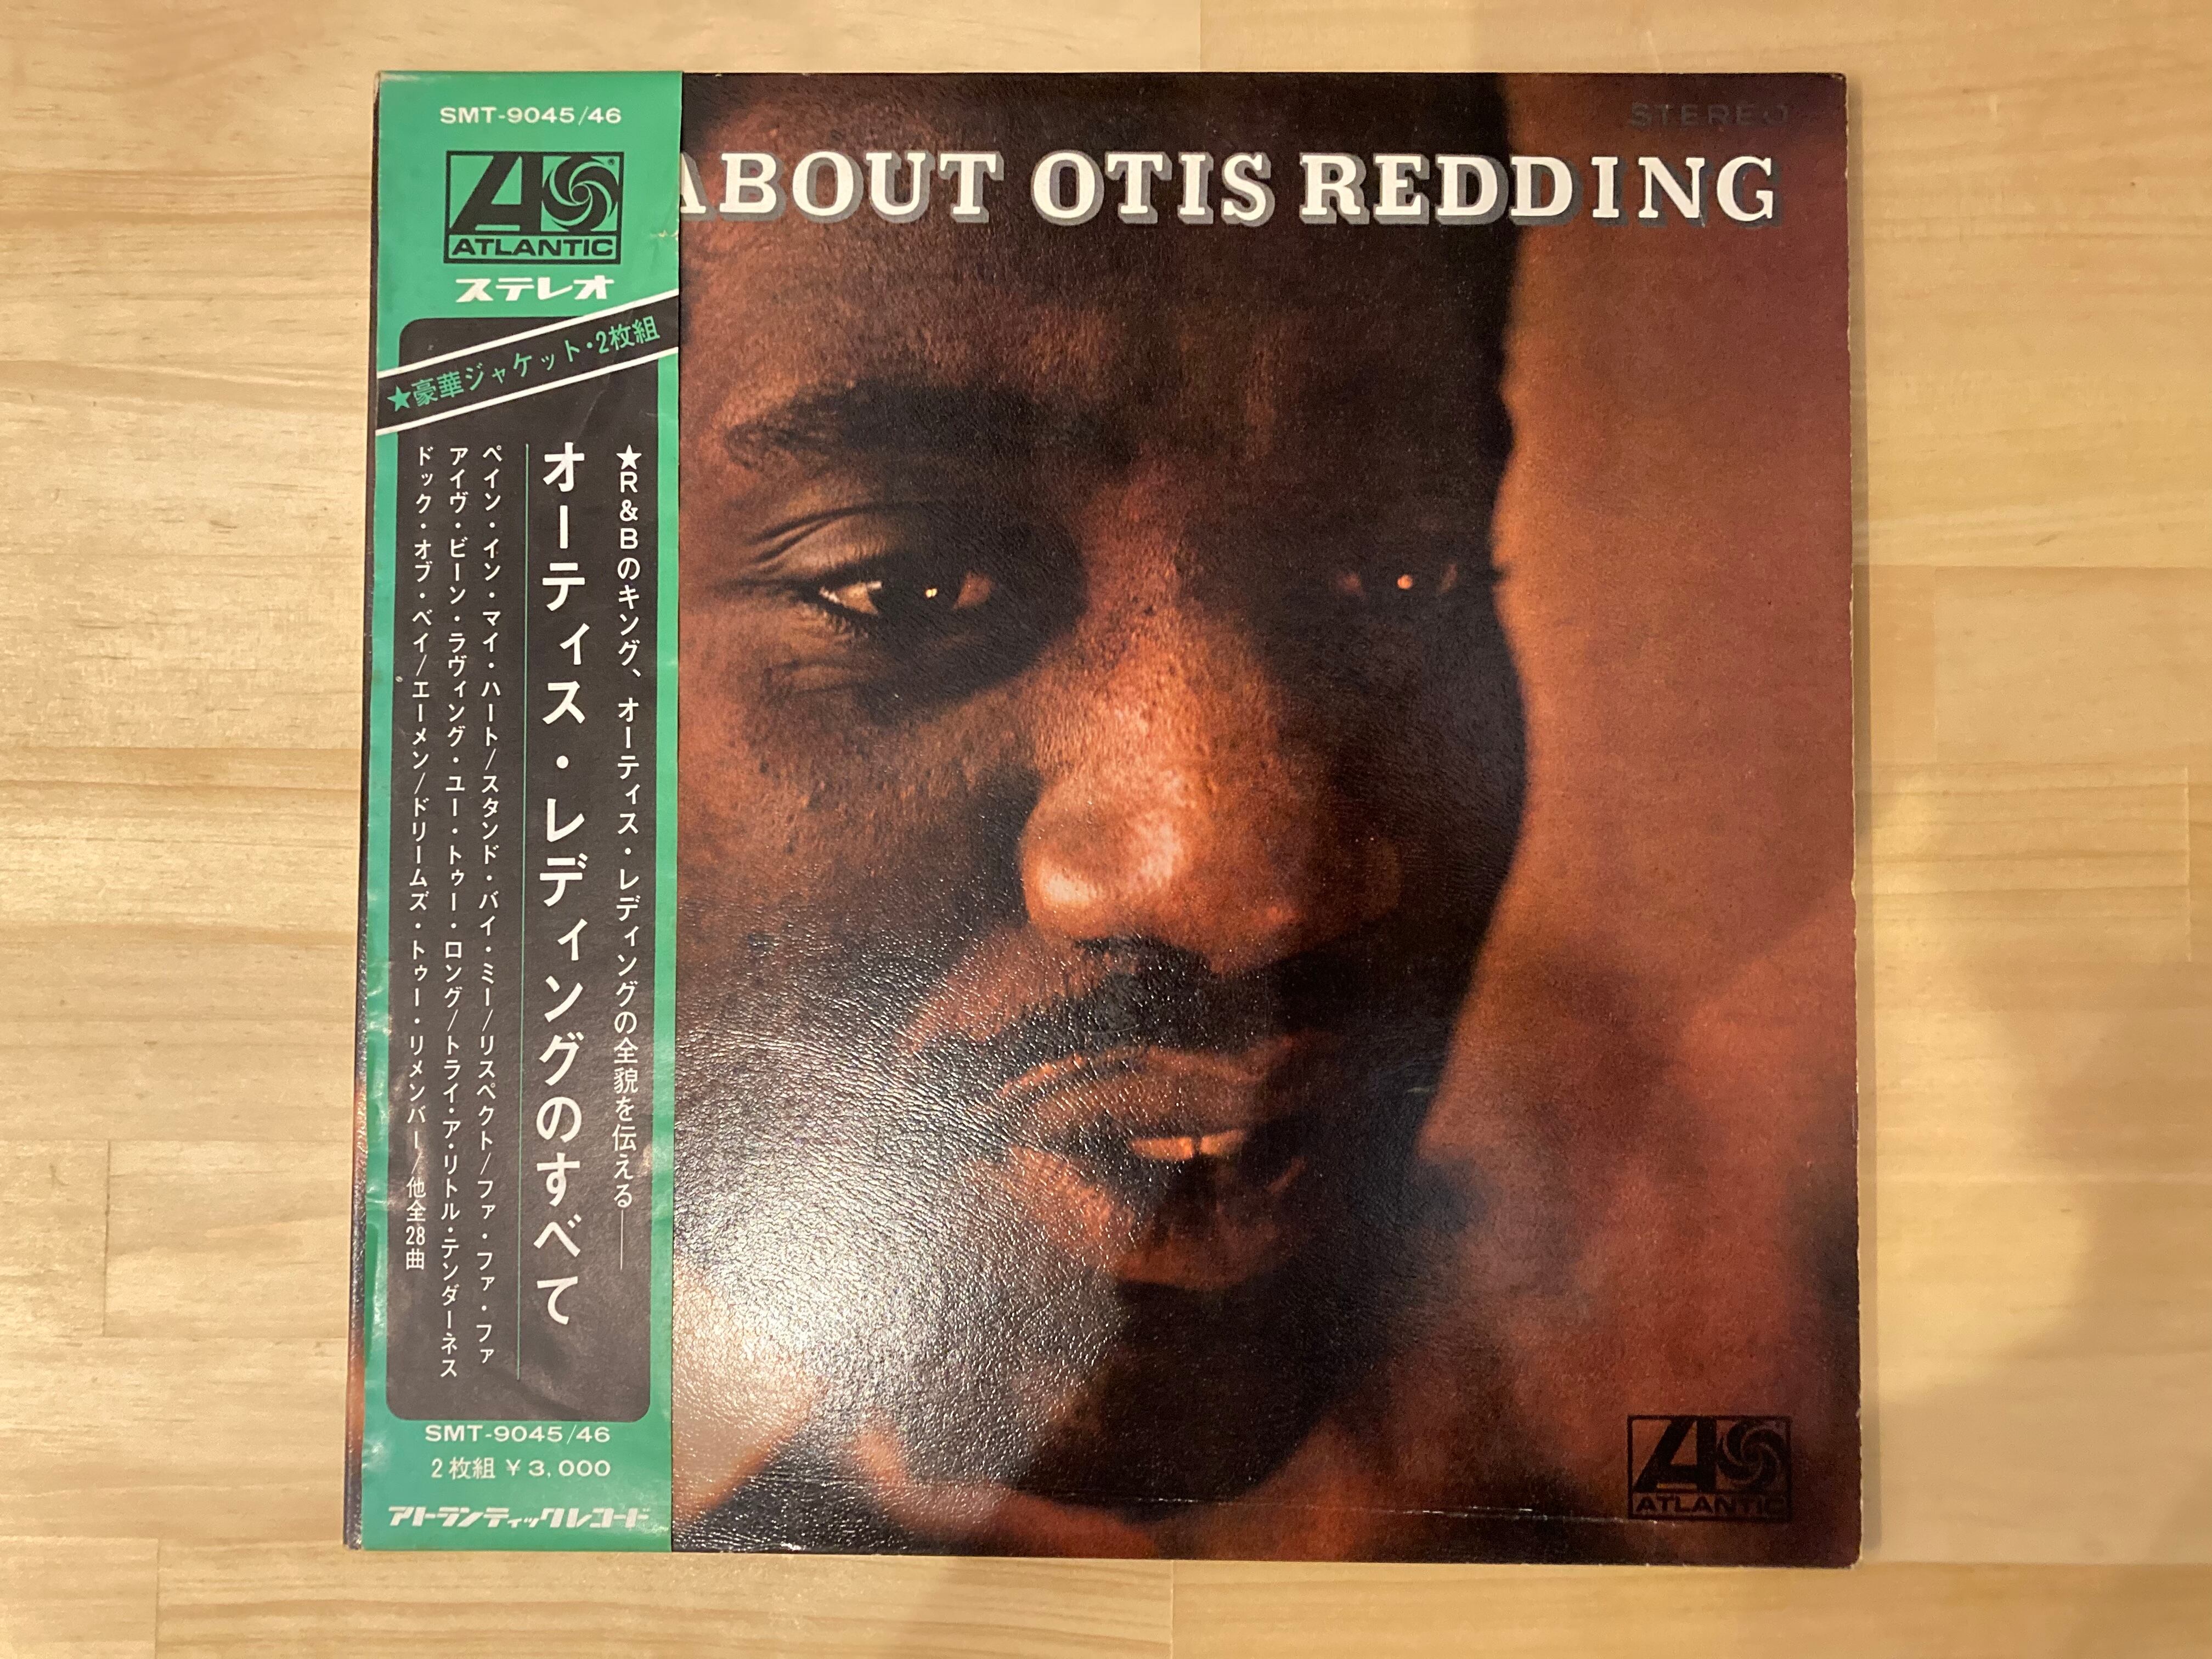 SMT-9045/46
ATLANTIC
ステレオ
★豪華ジャケット・2枚組
★R&Bのキング、オーティス・レディングの全貌を伝える——
オーティス・レディングのすべて
ペイン・イン・マイ・ハート/スタンド・バイ・ミー/リスペクト/ファ・ファ・ファ
アイヴ・ビーン・ラヴィング・ユー・トゥー・ロング/トライ・ア・リトル・テンダーネス
ドック・オブ・ベイ/エーメン/ドリームズ・トゥー・リメンバー/他全28曲
SMT-9045/46
2枚組 ¥3,000
アトランティックレコード
STEREO
ABOUT OTIS REDDING
ATLANTIC